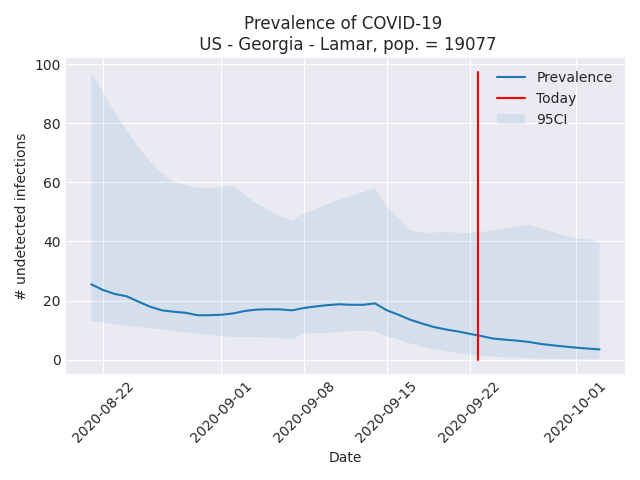 Prevalence of COVID-19
US - Georgia - Lamar, pop. = 19077
100
80
60
40
20
0
# undetected infections
Prevalence
Today
95CI
2020-08-22
2020-09-01
2020-09-08
2020-09-15
2020-09-22
2020-10-01
Date